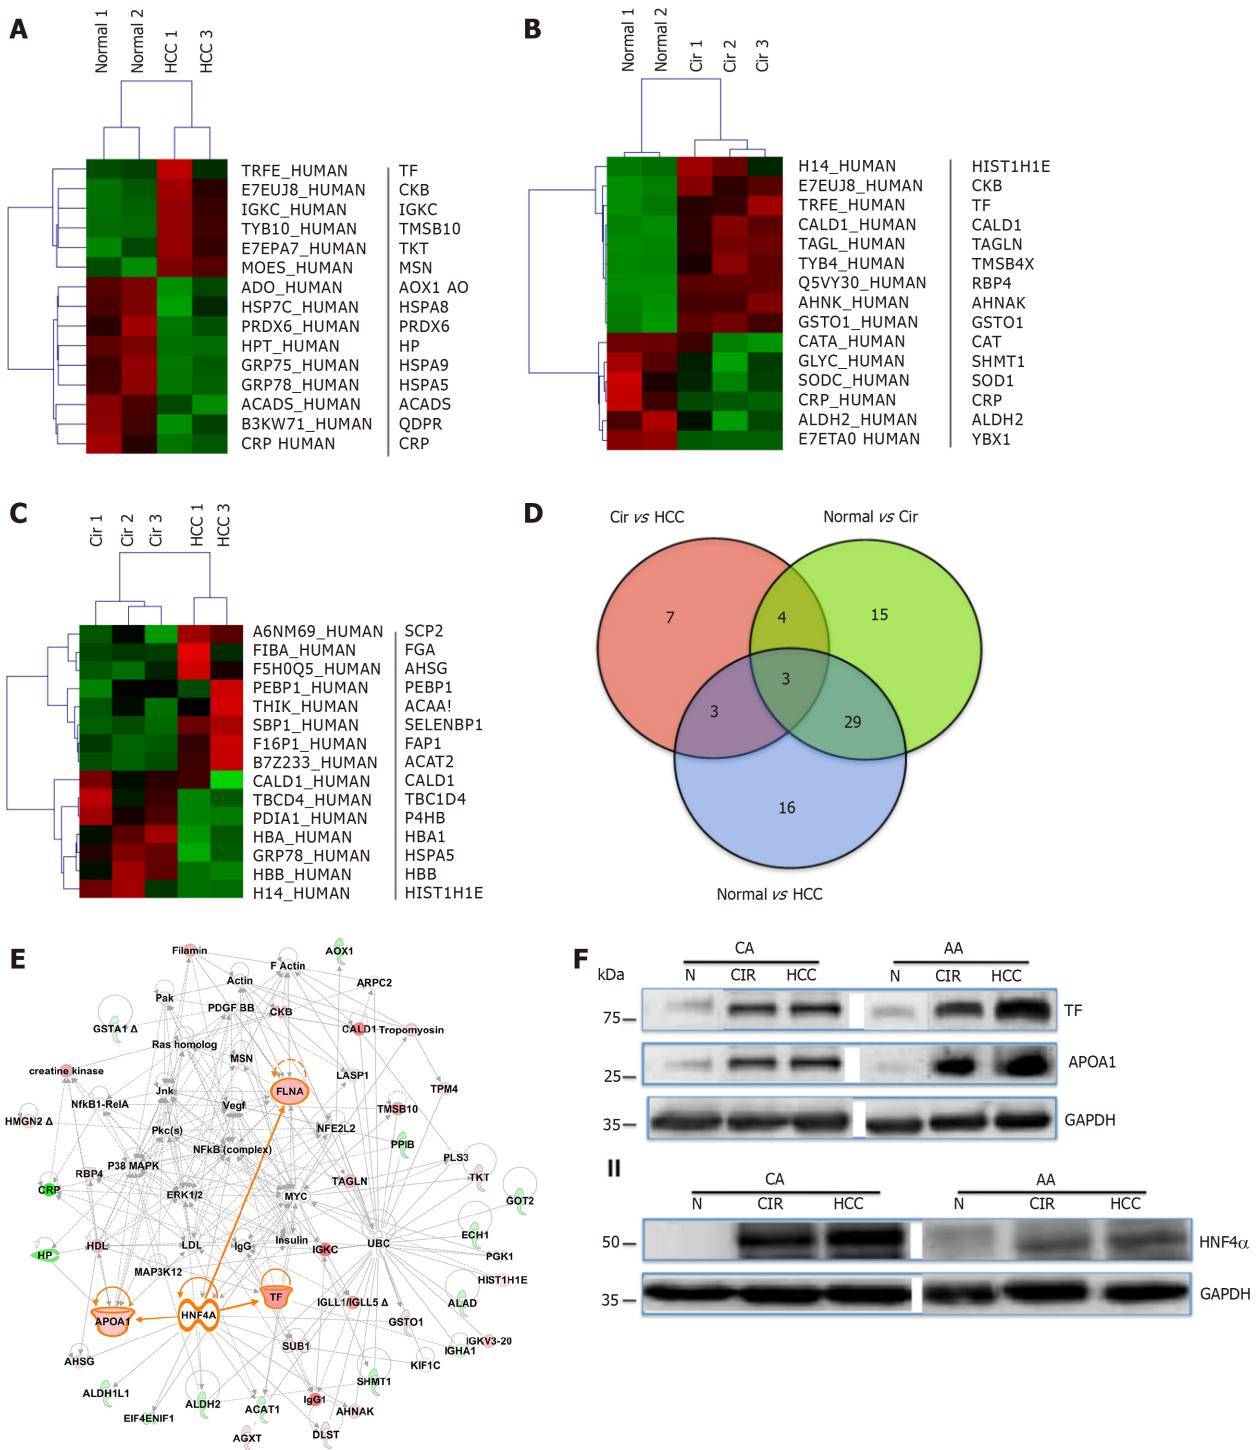 A
Normal 1
Normal 2
HCC 1
HCC 3
TRFE_HUMAN TF
E7EUJ8_HUMAN CKB
IGKC_HUMAN IGKC
TYB10_HUMAN TMSB10
E7EPA7_HUMAN TKT
MOES_HUMAN MSN
ADO_HUMAN AOX1 AO
HSP7C_HUMAN HSPA8
PRDX6_HUMAN PRDX6
HPT_HUMAN HP
GRP75_HUMAN HSPA9
GRP78_HUMAN HSPA5
ACADS_HUMAN ACADS
B3KW71_HUMAN QDPR
CRP HUMAN CRP
B
Normal 1
Normal 2
Cir 1
Cir 2
Cir 3
H14_HUMAN HIST1H1E
E7EUJ8_HUMAN CKB
TRFE_HUMAN TF
CALD1_HUMAN CALD1
TAGL_HUMAN TAGLN
TYB4_HUMAN TMSB4X
Q5VY30_HUMAN RBP4
AHNK_HUMAN AHNAK
GSTO1_HUMAN GSTO1
CATA_HUMAN CAT
GLYC_HUMAN SHMT1
SODC_HUMAN SOD1
CRP_HUMAN CRP
ALDH2_HUMAN ALDH2
E7ETA0 HUMAN YBX1
C
Cir 1
Cir 2
Cir 3
HCC 1
HCC 3
A6NM69_HUMAN SCP2
FIBA_HUMAN FGA
F5H0Q5_HUMAN AHSG
PEBP1_HUMAN PEBP1
THIK_HUMAN ACAA!
SBP1_HUMAN SELENBP1
F16P1_HUMAN FAP1
B7Z233_HUMAN ACAT2
CALD1_HUMAN CALD1
TBCD4_HUMAN TBC1D4
PDIA1_HUMAN P4HB
HBA_HUMAN HBA1
GRP78_HUMAN HSPA5
HBB_HUMAN HBB
H14_HUMAN HIST1H1E
D
Cir vs HCC
Normal vs Cir
7
4
15
3
3
29
16
Normal vs HCC
E
Filamin
AOX1
F Actin
Actin
ARPC2
Pak
PDGF BB
CKB
GSTA1 Δ
CALD1
Tropomyosin
Ras homolog
MSN
creatine kinase
LASP1
Jnk
FLNA
TPM4
NfkB1-RelA
Vegf
TMSB10
HMGN2 Δ
Pkc(s)
NFE2L2
NFkB (complex)
PPIB
PLS3
P38 MAPK
RBP4
TAGLN
TKT
CRP
ERK1/2
MYC
GOT2
HP
HDL
LDL
IgG
Insulin
IGKC
UBC
ECH1
PGK1
MAP3K12
HIST1H1E
TF
IGLL1/IGLL5 Δ
ALAD
APOA1
HNF4A
GSTO1
SUB1
IGHA1
IGKV3-20
AHSG
KIF1C
SHMT1
ALDH1L1
ALDH2
ACAT1
IgG1
AHNAK
EIF4ENIF1
AGXT
DLST
F
CA AA
kDa N CIR HCC N CIR HCC
75 TF
25 APOA1
35 GAPDH
II
CA AA
N CIR HCC N CIR HCC
50 HNF4α
35 GAPDH